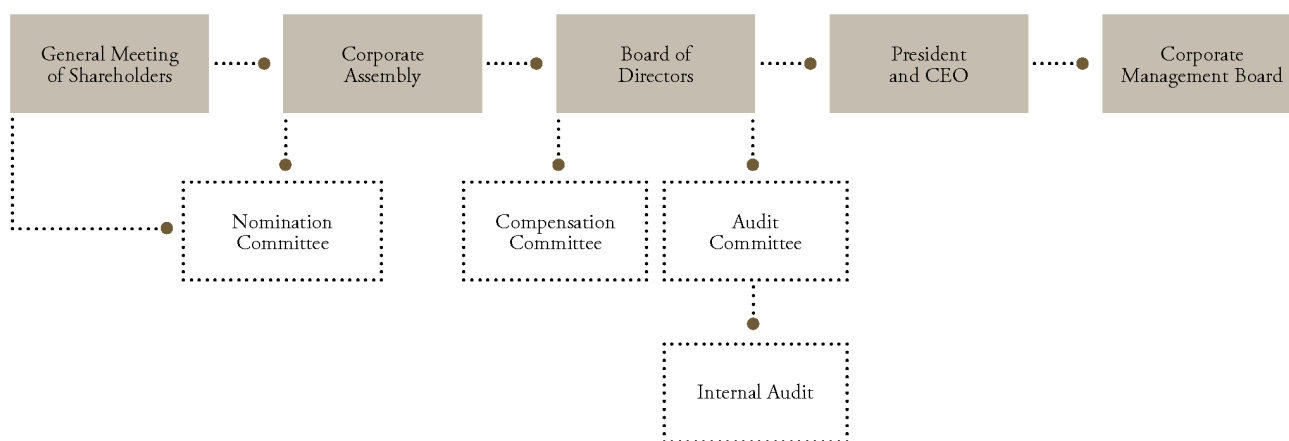 General Meeting
of Shareholders
Corporate
Assembly
Board of
Directors
President
and CEO
Corporate
Management Board
Nomination
Committee
Compensation
Committee
Audit
Committee
Internal Audit